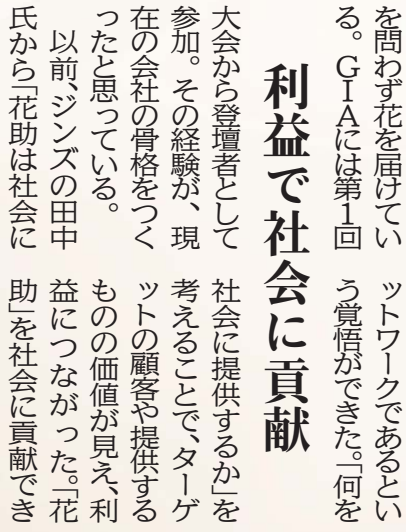 を問わず花を届けてい
る。GIAには第1回
利益で社会に貢献
大会から登壇者として
参加。その経験が、現
在の会社の骨格をつく
ったと思っている。
　以前、ジンズの田中
氏から「花助は社会に
ットワークであるとい
う覚悟ができた。「何を
社会に提供するか」を
考えることで、ターゲ
ットの顧客や提供する
ものの価値が見え、利
益につながった。「花
助」を社会に貢献でき